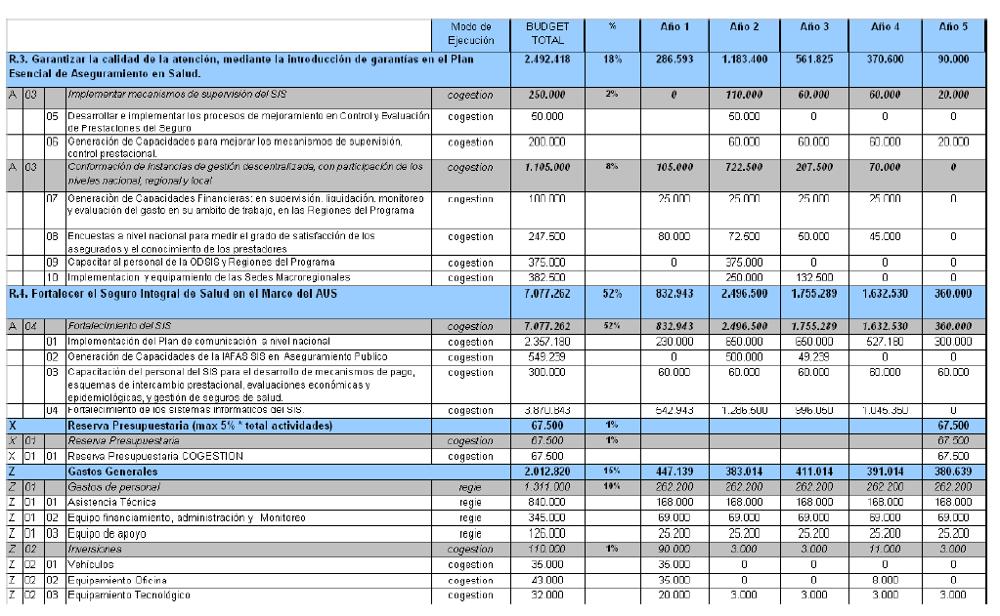 Modo de Ejecución BUDGET TOTAL % Año 1 Año 2 Año 3 Año 4 Año 5
R.3. Garantizar la calidad de la atención, mediante la introducción de garantías en el Plan Esencial de Aseguramiento en Salud. 2.492.418 18% 286.593 1.183.400 561.825 370.600 90.000
A 03 Implementar mecanismos de supervisión del SIS cogestion 250.000 2% 0 110.000 60.000 60.000 20.000
05 Desarrollar e implementar los procesos de mejoramiento en Control y Evaluación de Prestaciones del Seguro cogestion 50.000 50.000 0 0 0
06 Generación de Capacidades para mejorar los mecanismos de supervisión, control prestacional. cogestion 200.000 60.000 60.000 60.000 20.000
A 03 Conformación de instancias de gestión descentralizada, con participación de los niveles nacional, regional y local cogestion 1.105.000 8% 105.000 722.500 207.500 70.000 0
07 Generación de Capacidades Financieras: en supervisión, liquidación, monitoreo y evaluación del gasto en su ambito de trabajo, en las Regiones del Programa cogestion 100.000 25.000 25.000 25.000 25.000 0
08 Encuestas a nivel nacional para medir el grado de satisfacción de los asegurados y el conocimiento de los prestadores cogestion 247.500 80.000 72.500 50.000 45.000 0
09 Capacitar al personal de la ODSIS y Regiones del Programa cogestion 375.000 0 375.000 0 0 0
10 Implementacion y equipamiento de las Sedes Macroregionales cogestion 382.500 250.000 132.500 0 0
R.4. Fortalecer el Seguro Integral de Salud en el Marco del AUS 7.077.262 52% 832.943 2.496.500 1.755.289 1.632.530 360.000
A 04 Fortalecimiento del SIS cogestion 7.077.262 52% 832.943 2.496.500 1.755.289 1.632.530 360.000
01 Implementación del Plan de comunicación a nivel nacional cogestion 2.357.180 230.000 650.000 650.000 527.180 300.000
02 Generación de Capacidades de la IAFAS SIS en Aseguramiento Publico cogestion 549.239 0 500.000 49.239 0 0
03 Capacitación del personal del SIS para el desarrollo de mecanismos de pago, esquemas de intercambio prestacional, evaluaciones económicas y epidemiológicas, y gestión de seguros de salud. cogestion 300.000 60.000 60.000 60.000 60.000 60.000
04 Fortalecimiento de los sistemas informaticos del SIS. cogestion 3.870.843 542.943 1.286.500 996.050 1.045.350 0
X Reserva Presupuestaria (max 5% * total actividades) 67.500 1% 67.500
X 01 Reserva Presupuestaria cogestion 67.500 1% 67.500
X 01 01 Reserva Presupuestaria COGESTION cogestion 67.500 67.500
Z Gastos Generales 2.012.820 15% 447.139 383.014 411.014 391.014 380.639
Z 01 Gastos de personal regie 1.311.000 10% 262.200 262.200 262.200 262.200 262.200
Z 01 01 Asistencia Técnica regie 840.000 168.000 168.000 168.000 168.000 168.000
Z 01 02 Equipo financiamiento, administración y Monitoreo regie 345.000 69.000 69.000 69.000 69.000 69.000
Z 01 03 Equipo de apoyo regie 126.000 25.200 25.200 25.200 25.200 25.200
Z 02 Inversiones cogestion 110.000 1% 90.000 3.000 3.000 11.000 3.000
Z 02 01 Vehículos cogestion 35.000 35.000 0 0 0 0
Z 02 02 Equipamiento Oficina cogestion 43.000 35.000 0 0 8.000 0
Z 02 03 Equipamiento Tecnológico cogestion 32.000 20.000 3.000 3.000 3.000 3.000